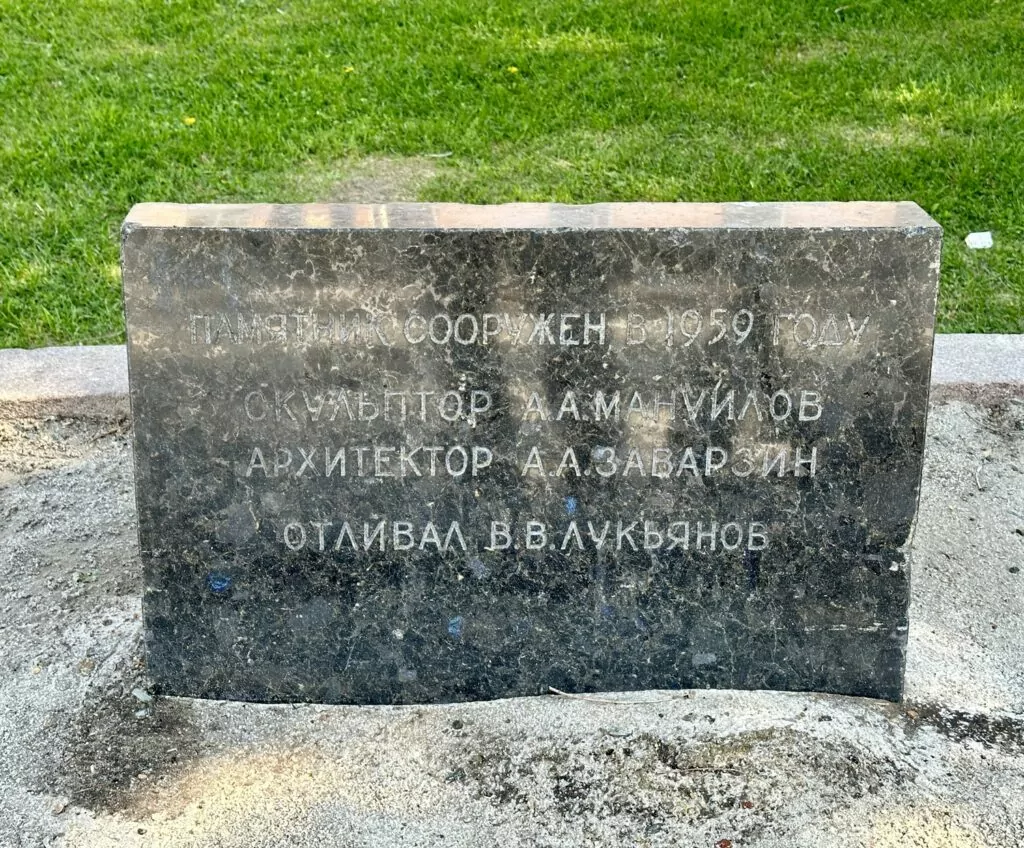 ПАМЯТНИК СООРУЖЕН В 1959 ГОДУ
СКУЛЬПТОР А.А.МАНУЙЛОВ
АРХИТЕКТОР А.А.ЗАВАРЗИН
ОТЛИВАЛ В.В.ЛУКЬЯНОВ